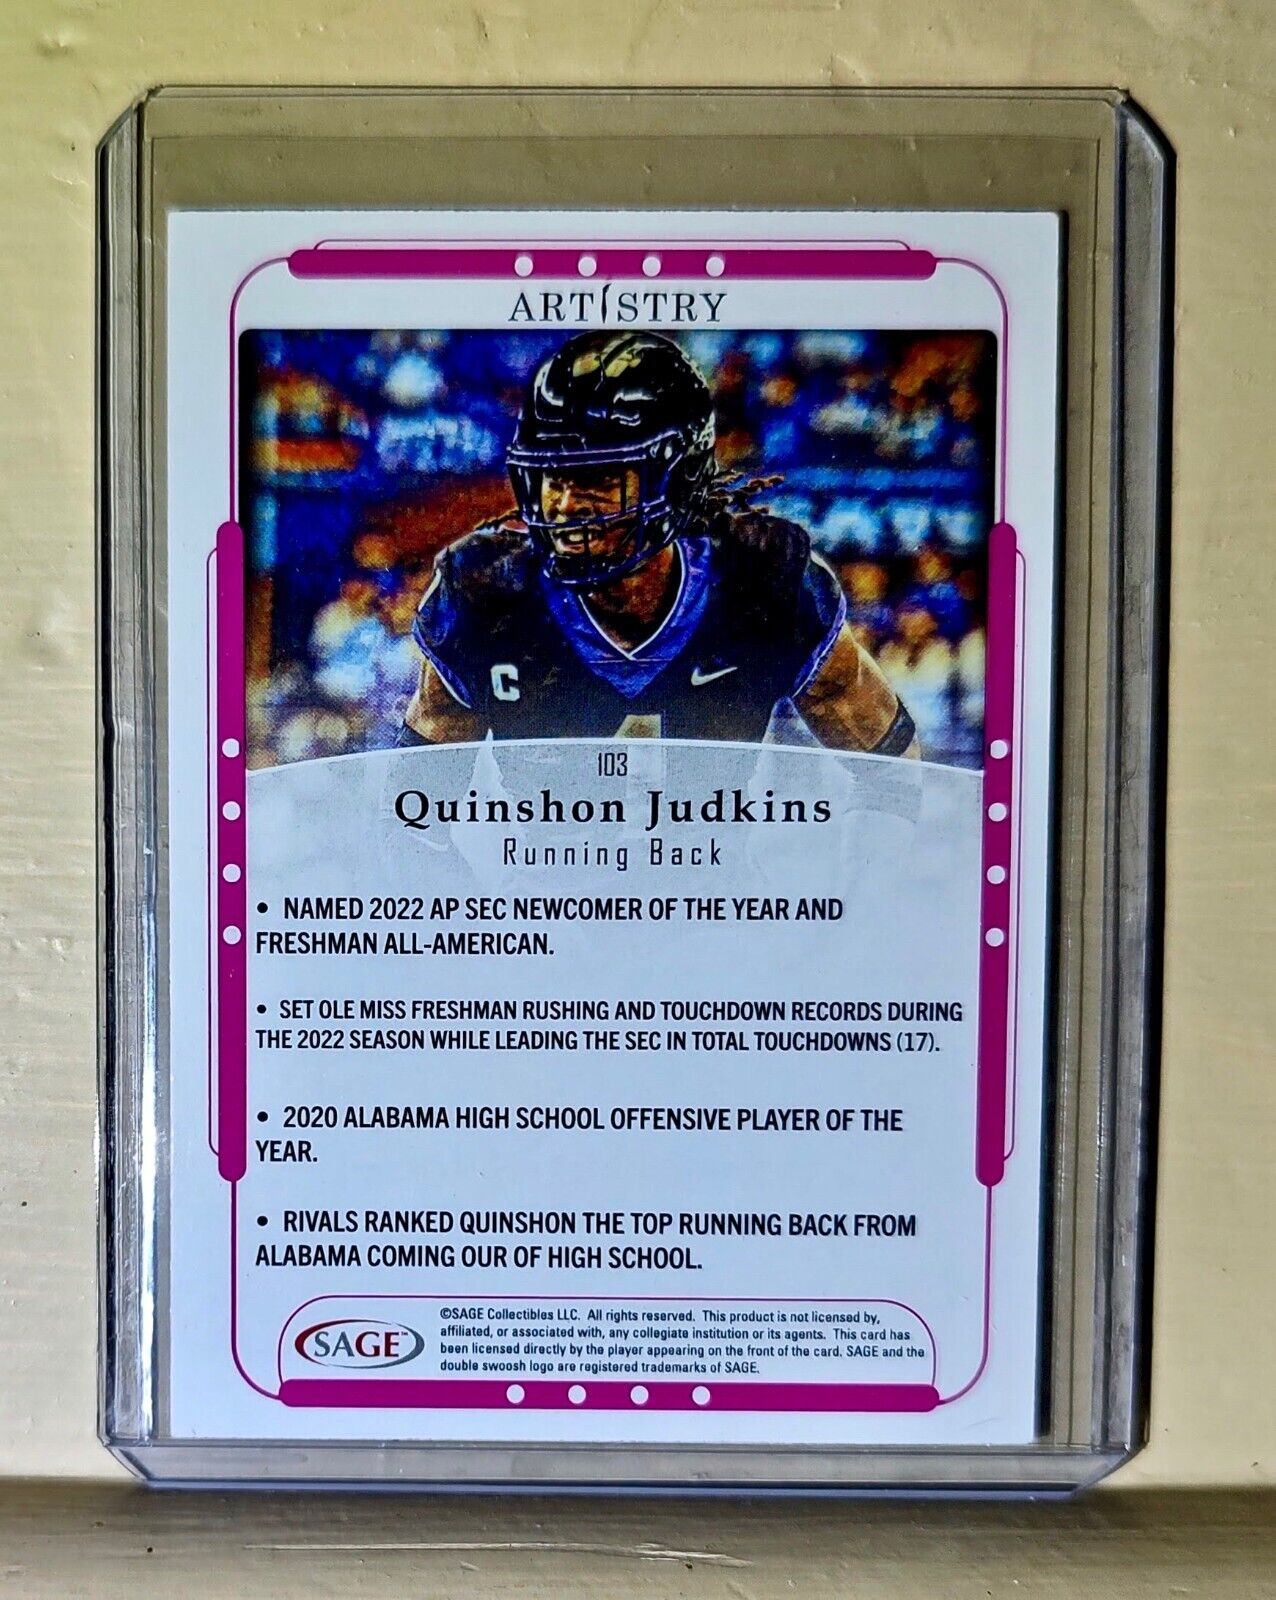 ARTISTRY
C
103
Quinshon Judkins
Running Back
• NAMED 2022 AP SEC NEWCOMER OF THE YEAR AND
FRESHMAN ALL-AMERICAN.
• SET OLE MISS FRESHMAN RUSHING AND TOUCHDOWN RECORDS DURING
THE 2022 SEASON WHILE LEADING THE SEC IN TOTAL TOUCHDOWNS (17).
• 2020 ALABAMA HIGH SCHOOL OFFENSIVE PLAYER OF THE
YEAR.
• RIVALS RANKED QUINSHON THE TOP RUNNING BACK FROM
ALABAMA COMING OUR OF HIGH SCHOOL.
SAGE™
©SAGE Collectibles LLC. All rights reserved. This product is not licensed by,
affiliated, or associated with, any collegiate institution or its agents. This card has
been licensed directly by the player appearing on the front of the card. SAGE and the
double swoosh logo are registered trademarks of SAGE.